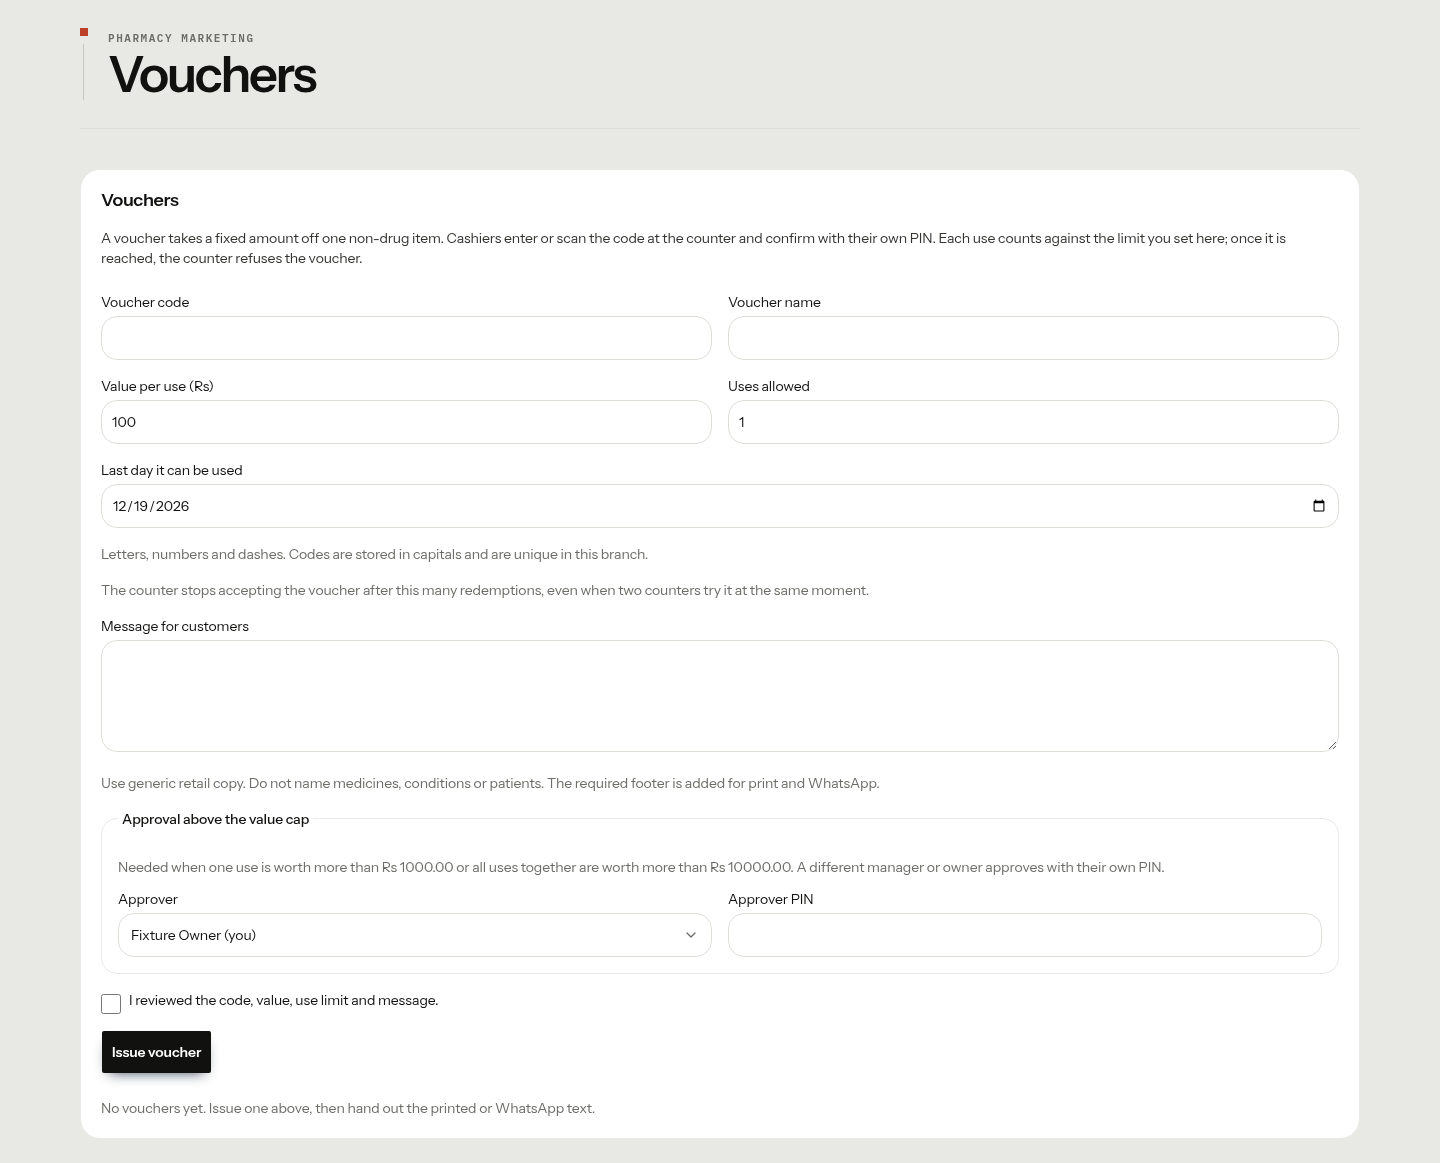 PHARMACY MARKETING
Vouchers
Vouchers
A voucher takes a fixed amount off one non-drug item. Cashiers enter or scan the code at the counter and confirm with their own PIN. Each use counts against the limit you set here; once it is
reached, the counter refuses the voucher.
Voucher code
Voucher name
Value per use (Rs)
Uses allowed
100
1
Last day it can be used
12/19/2026
Letters, numbers and dashes. Codes are stored in capitals and are unique in this branch.
The counter stops accepting the voucher after this many redemptions, even when two counters try it at the same moment.
Message for customers
Use generic retail copy. Do not name medicines, conditions or patients. The required footer is added for print and WhatsApp.
Approval above the value cap
Needed when one use is worth more than Rs 1000.00 or all uses together are worth more than Rs 10000.00. A different manager or owner approves with their own PIN.
Approver
Approver PIN
Fixture Owner (you)
I reviewed the code, value, use limit and message.
Issue voucher
No vouchers yet. Issue one above, then hand out the printed or WhatsApp text.